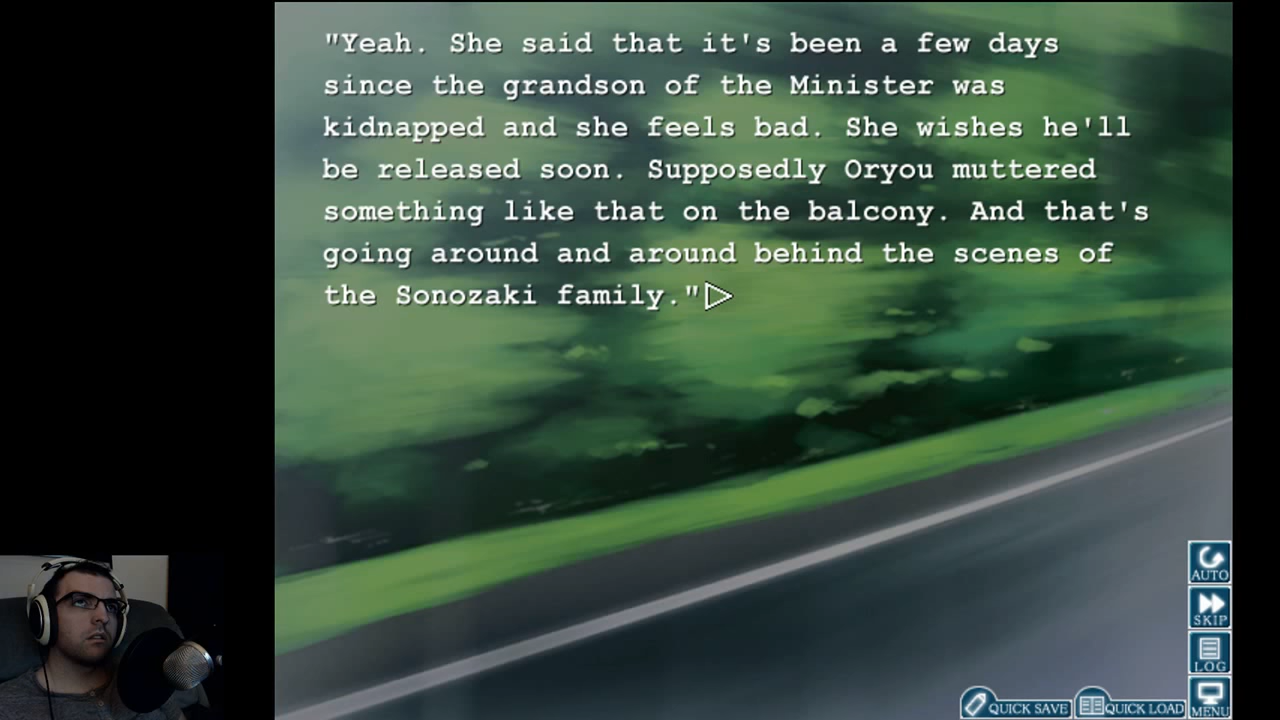 "Yeah. She said that it's been a few days
since the grandson of the Minister was
kidnapped and she feels bad. She wishes he'll
be released soon. Supposedly Oryou muttered
something like that on the balcony. And that's
going around and around behind the scenes of
the Sonozaki family."
AUTO
SKIP
LOG
QUICK SAVE QUICK LOAD MENU